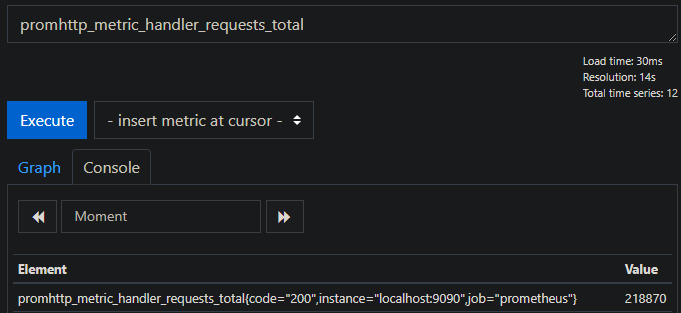 promhttp_metric_handler_requests_total
Load time: 30ms
Resolution: 14s
Total time series: 12
Execute
- insert metric at cursor -
Graph
Console
Moment
Element Value
promhttp_metric_handler_requests_total{code="200",instance="localhost:9090",job="prometheus"} 218870